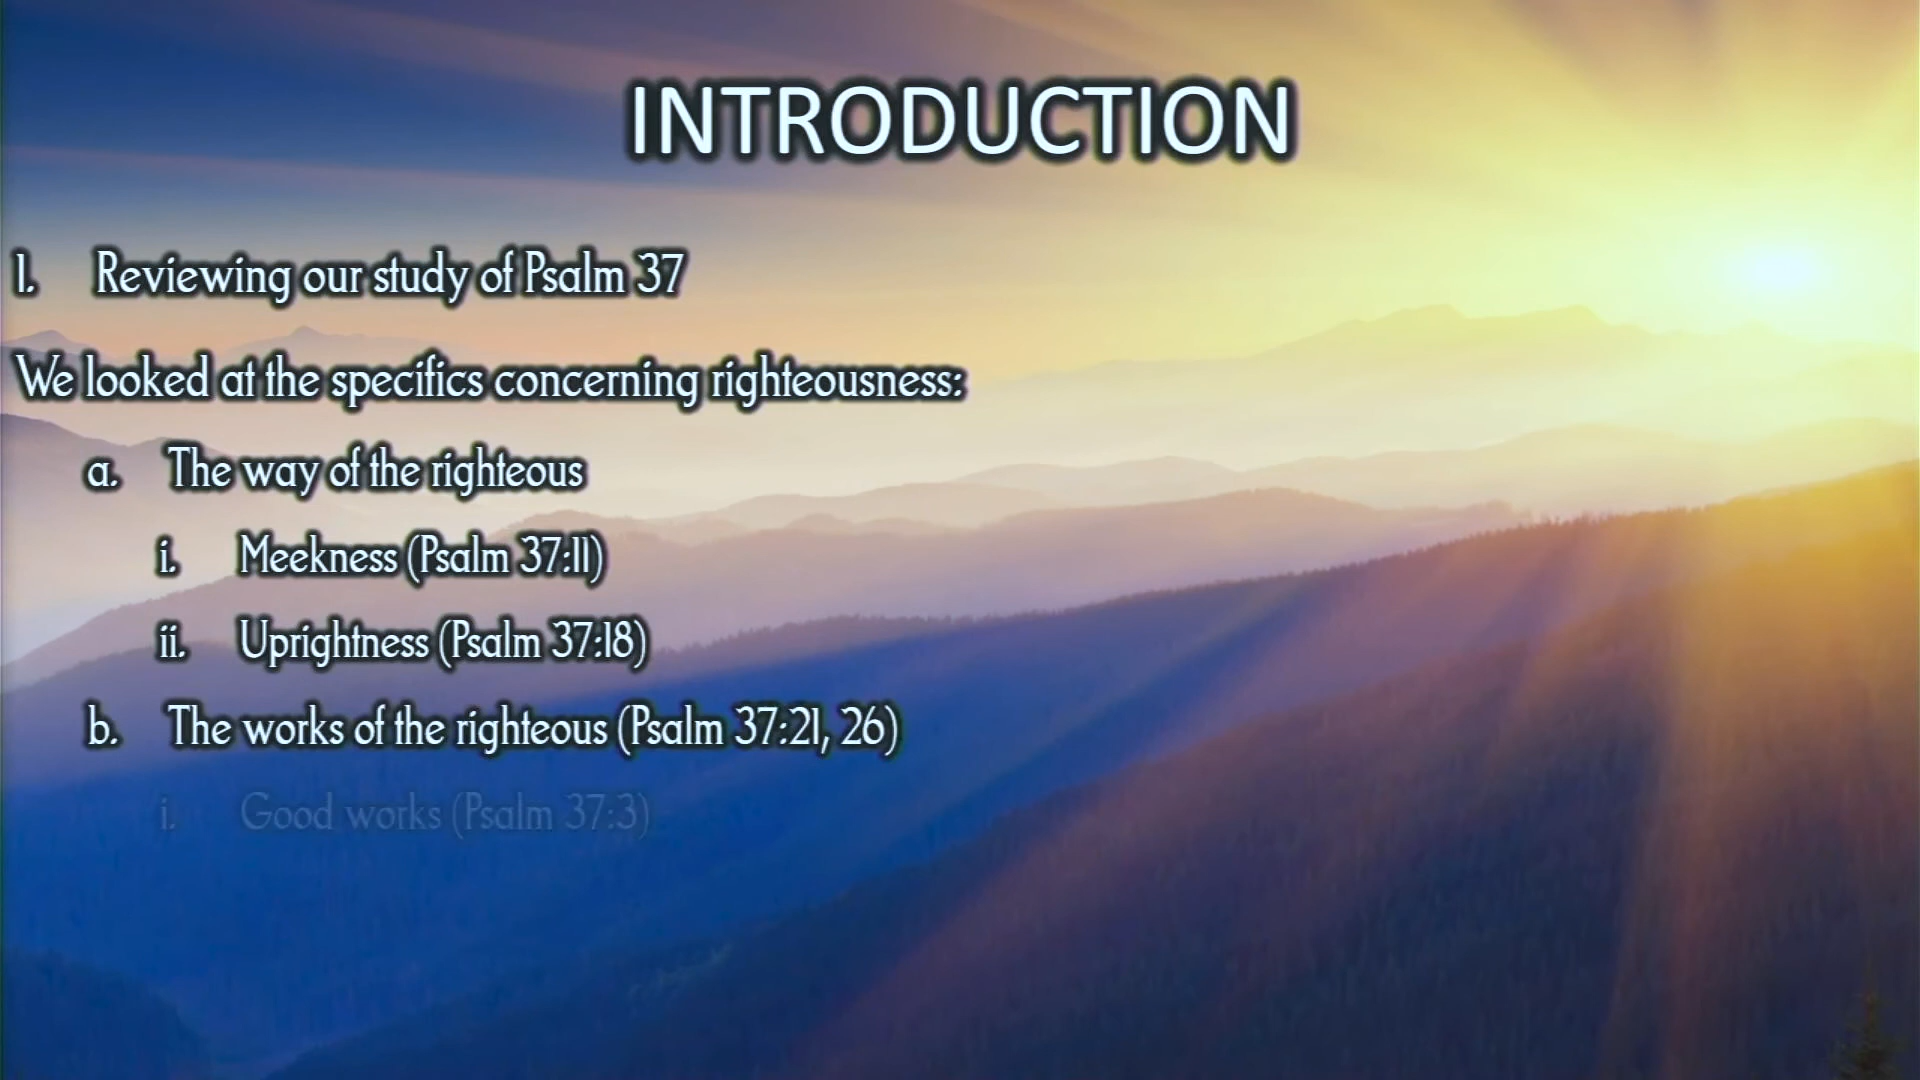 INTRODUCTION
1. Reviewing our study of Psalm 37
We looked at the specifics concerning righteousness:
a. The way of the righteous
i. Meekness (Psalm 37:11)
ii. Uprightness (Psalm 37:18)
b. The works of the righteous (Psalm 37:21, 26)
i. Good works (Psalm 37:3)